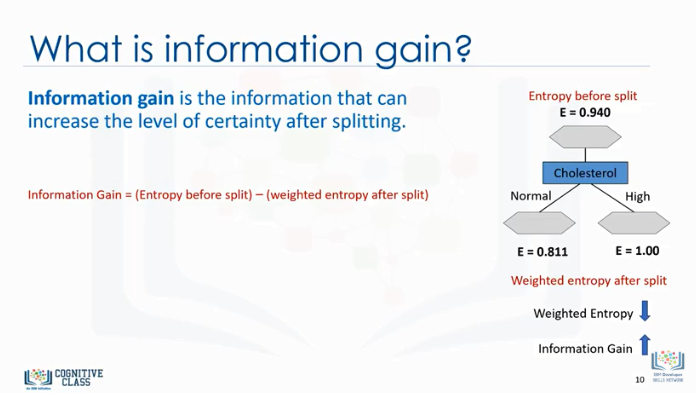 What is information gain?
Information gain is the information that can
increase the level of certainty after splitting.
Information Gain = (Entropy before split) – (weighted entropy after split)
Entropy before split
E = 0.940
Cholesterol
Normal
High
E = 0.811
E = 1.00
Weighted entropy after split
Weighted Entropy
Information Gain
COGNITIVE
CLASS
An IBM Initiative
IBM Developer
SKILLS NETWORK
10